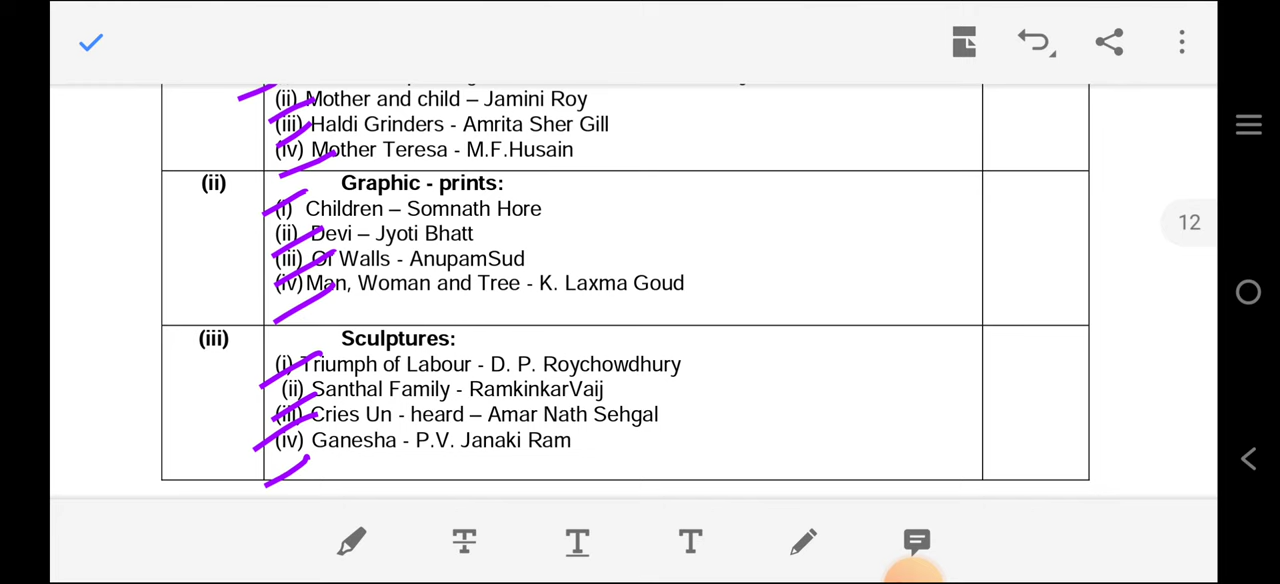 (ii) Mother and child – Jamini Roy
(iii) Haldi Grinders - Amrita Sher Gill
(iv) Mother Teresa - M.F.Husain
(ii) Graphic - prints:
(i) Children – Somnath Hore
(ii) Devi – Jyoti Bhatt
(iii) Of Walls - AnupamSud
(iv) Man, Woman and Tree - K. Laxma Goud
12
(iii) Sculptures:
(i) Triumph of Labour - D. P. Roychowdhury
(ii) Santhal Family - RamkinkarVaij
(iii) Cries Un - heard – Amar Nath Sehgal
(iv) Ganesha - P.V. Janaki Ram